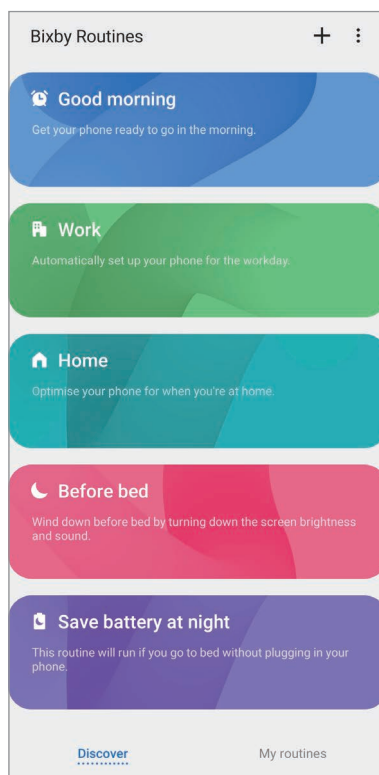 Bixby Routines
Good morning
Get your phone ready to go in the morning.
Work
Automatically set up your phone for the workday.
Home
Optimise your phone for when you're at home.
Before bed
Wind down before bed by turning down the screen brightness
and sound.
Save battery at night
This routine will run if you go to bed without plugging in your
phone.
Discover
My routines